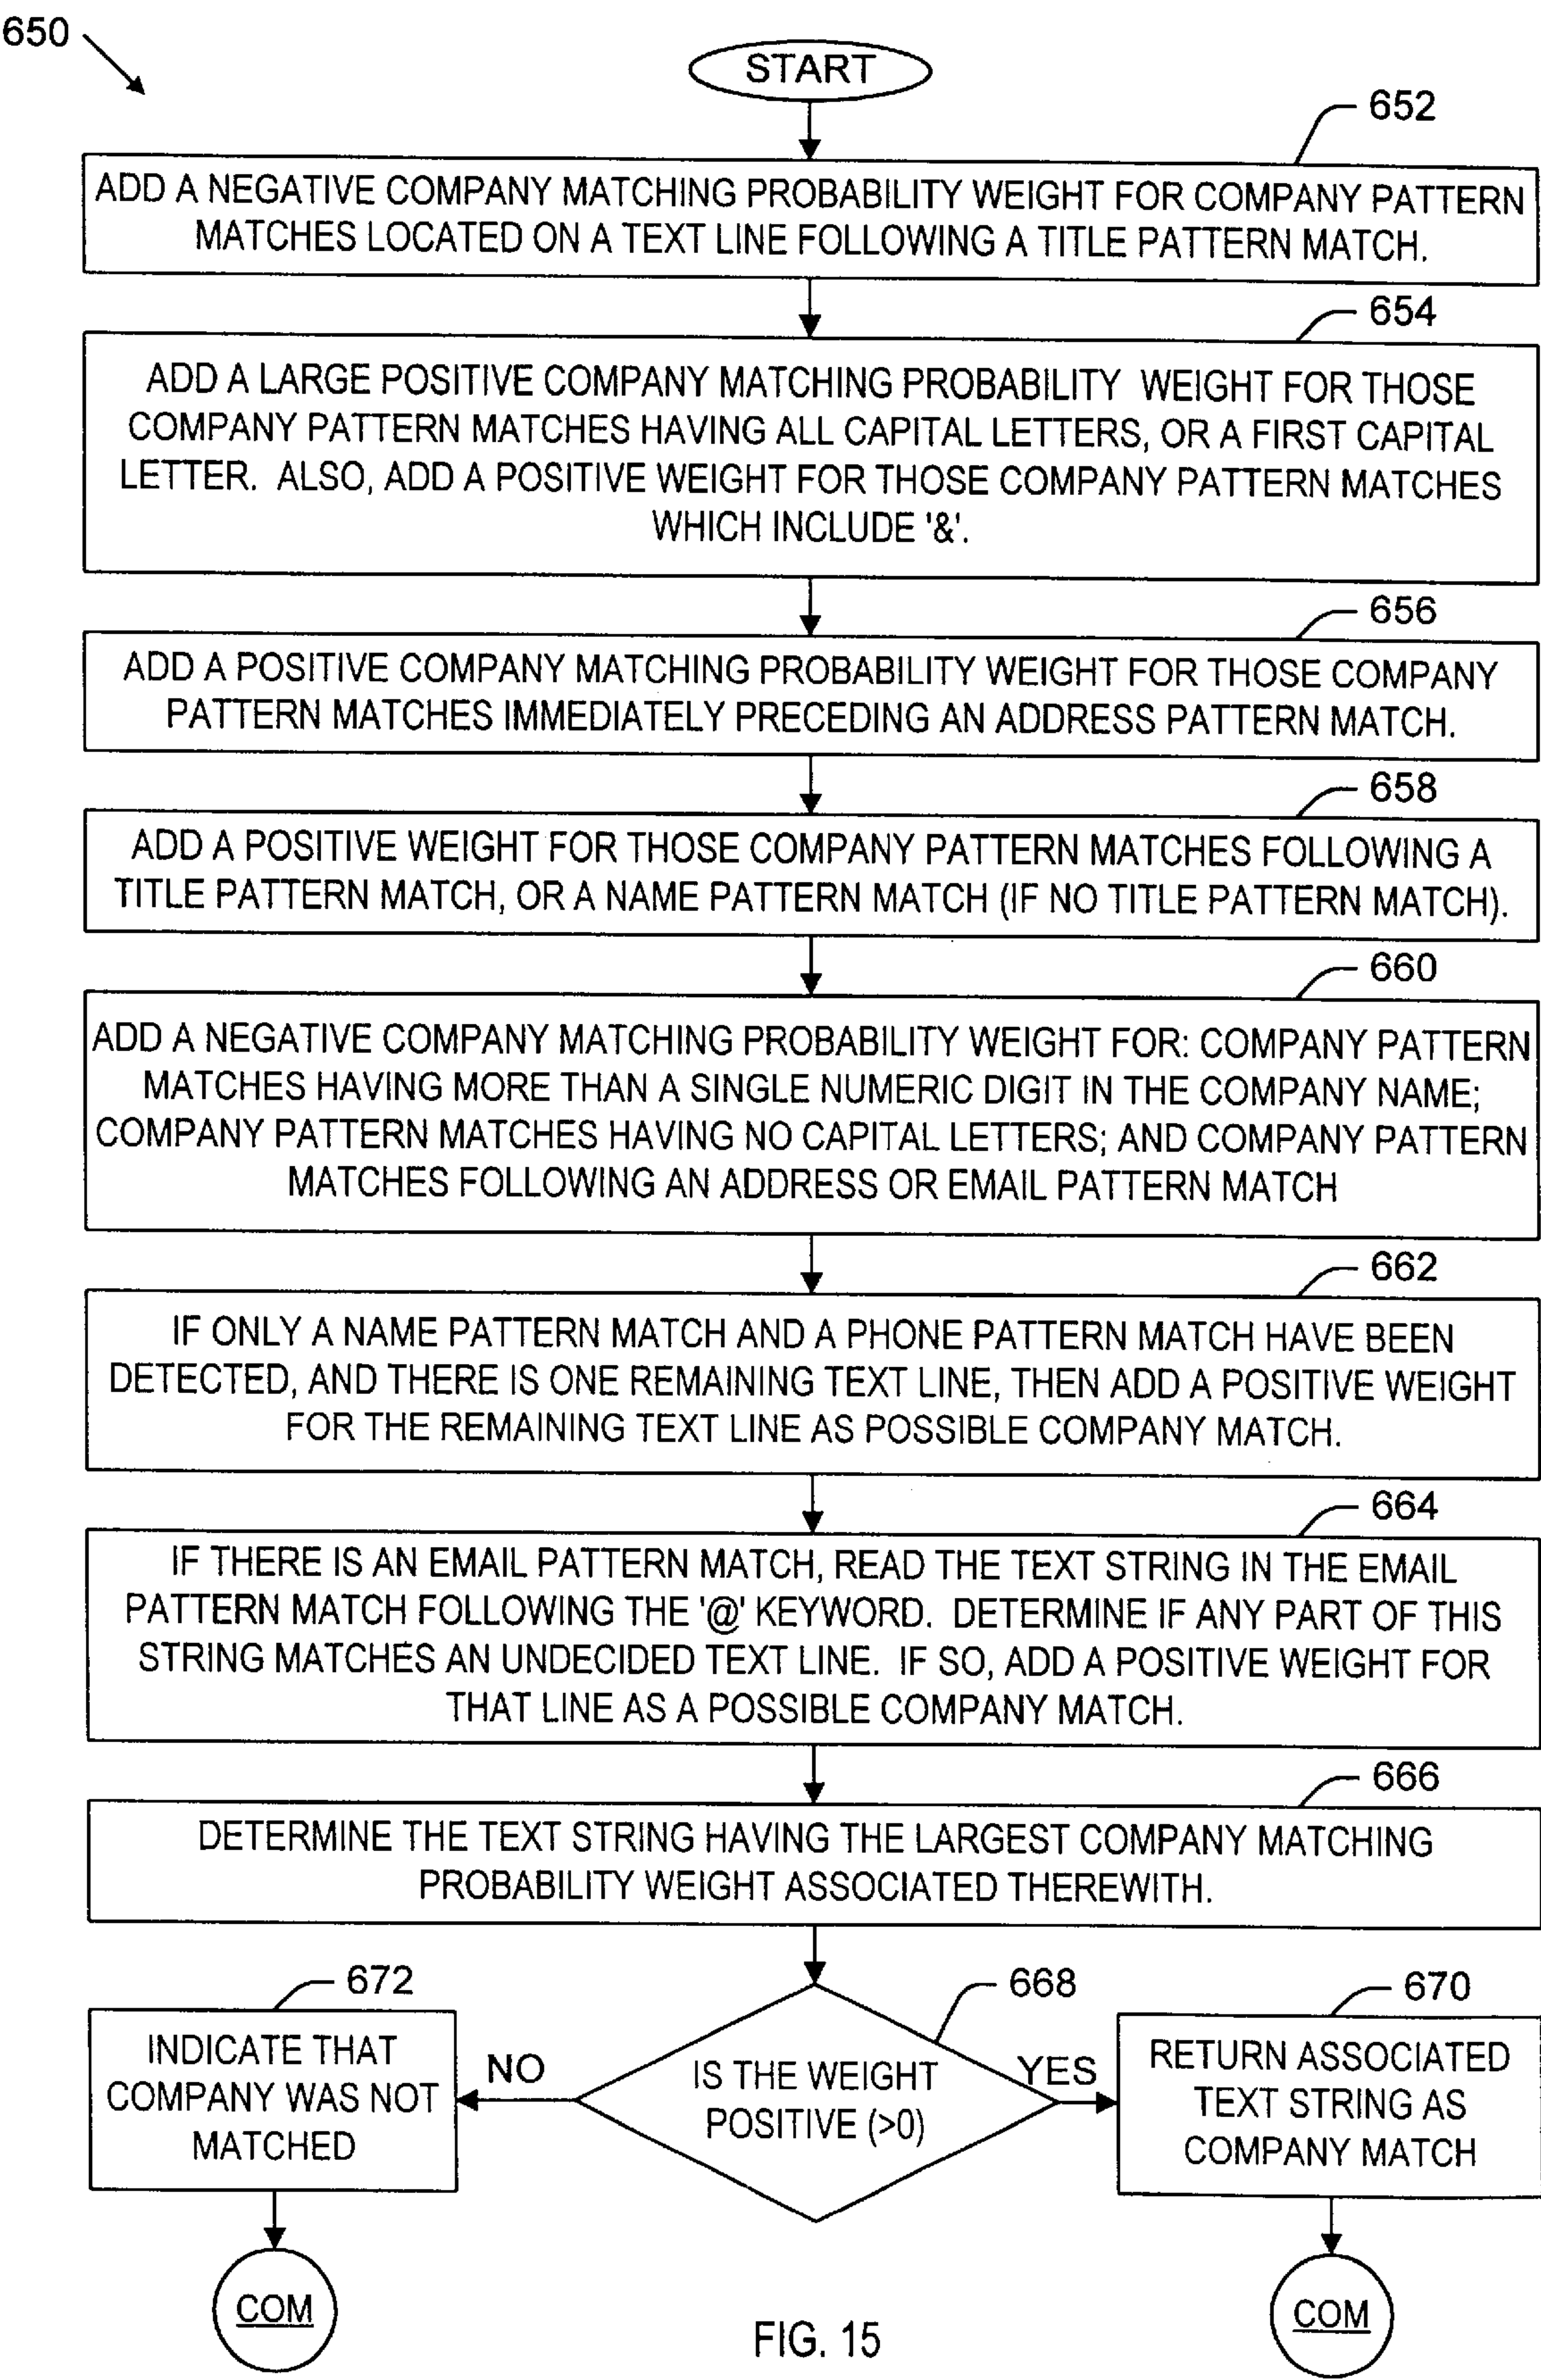 650
START
652
ADD A NEGATIVE COMPANY MATCHING PROBABILITY WEIGHT FOR COMPANY PATTERN
MATCHES LOCATED ON A TEXT LINE FOLLOWING A TITLE PATTERN MATCH.
654
ADD A LARGE POSITIVE COMPANY MATCHING PROBABILITY WEIGHT FOR THOSE
COMPANY PATTERN MATCHES HAVING ALL CAPITAL LETTERS, OR A FIRST CAPITAL
LETTER. ALSO, ADD A POSITIVE WEIGHT FOR THOSE COMPANY PATTERN MATCHES
WHICH INCLUDE '&'.
656
ADD A POSITIVE COMPANY MATCHING PROBABILITY WEIGHT FOR THOSE COMPANY
PATTERN MATCHES IMMEDIATELY PRECEDING AN ADDRESS PATTERN MATCH.
658
ADD A POSITIVE WEIGHT FOR THOSE COMPANY PATTERN MATCHES FOLLOWING A
TITLE PATTERN MATCH, OR A NAME PATTERN MATCH (IF NO TITLE PATTERN MATCH).
660
ADD A NEGATIVE COMPANY MATCHING PROBABILITY WEIGHT FOR: COMPANY PATTERN
MATCHES HAVING MORE THAN A SINGLE NUMERIC DIGIT IN THE COMPANY NAME;
COMPANY PATTERN MATCHES HAVING NO CAPITAL LETTERS; AND COMPANY PATTERN
MATCHES FOLLOWING AN ADDRESS OR EMAIL PATTERN MATCH
662
IF ONLY A NAME PATTERN MATCH AND A PHONE PATTERN MATCH HAVE BEEN
DETECTED, AND THERE IS ONE REMAINING TEXT LINE, THEN ADD A POSITIVE WEIGHT
FOR THE REMAINING TEXT LINE AS POSSIBLE COMPANY MATCH.
664
IF THERE IS AN EMAIL PATTERN MATCH, READ THE TEXT STRING IN THE EMAIL
PATTERN MATCH FOLLOWING THE '@' KEYWORD. DETERMINE IF ANY PART OF THIS
STRING MATCHES AN UNDECIDED TEXT LINE. IF SO, ADD A POSITIVE WEIGHT FOR
THAT LINE AS A POSSIBLE COMPANY MATCH.
666
DETERMINE THE TEXT STRING HAVING THE LARGEST COMPANY MATCHING
PROBABILITY WEIGHT ASSOCIATED THEREWITH.
672
INDICATE THAT
COMPANY WAS NOT
MATCHED
NO
668
IS THE WEIGHT
POSITIVE (>0)
YES
670
RETURN ASSOCIATED
TEXT STRING AS
COMPANY MATCH
COM
COM
FIG. 15